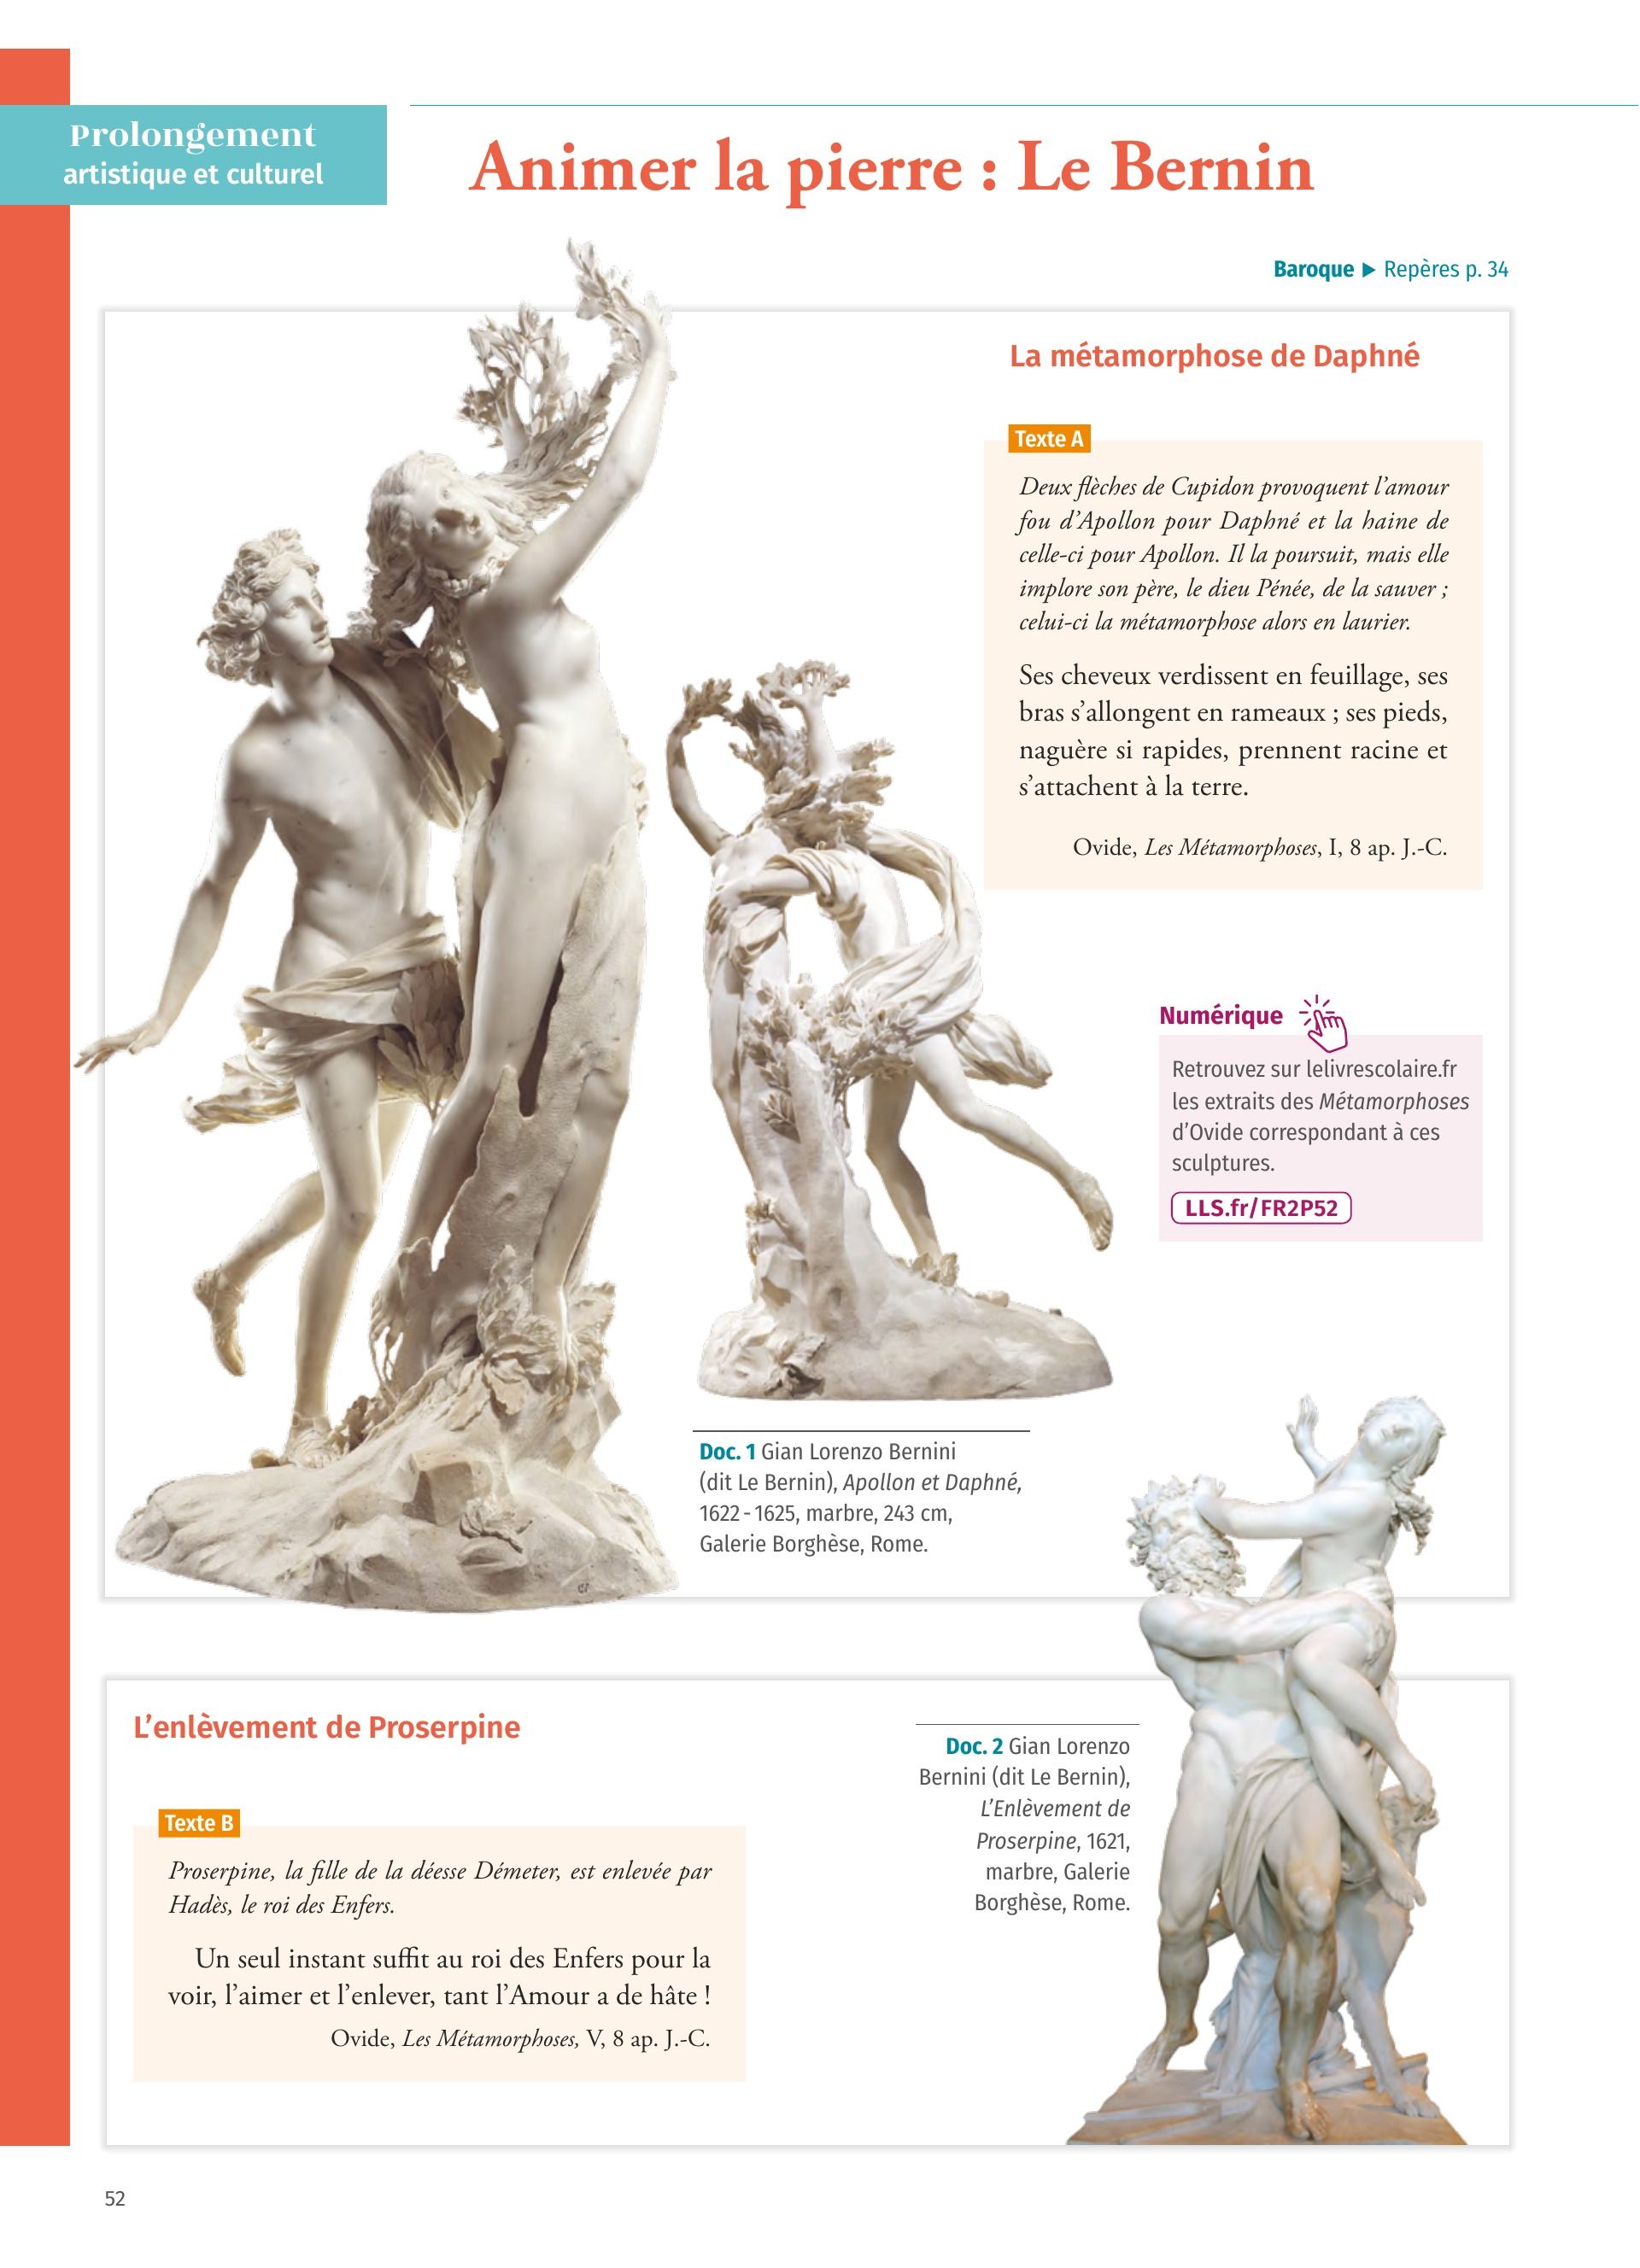 Prolongement
artistique et culturel
Animer la pierre : Le Bernin
Baroque ▶ Repères p. 34
La métamorphose de Daphné
Texte A
Deux flèches de Cupidon provoquent l’amour
fou d’Apollon pour Daphné et la haine de
celle-ci pour Apollon. Il la poursuit, mais elle
implore son père, le dieu Pénée, de la sauver ;
celui-ci la métamorphose alors en laurier.
Ses cheveux verdissent en feuillage, ses
bras s’allongent en rameaux ; ses pieds,
naguère si rapides, prennent racine et
s’attachent à la terre.
Ovide, Les Métamorphoses, I, 8 ap. J.-C.
Numérique
Retrouvez sur lelivrescolaire.fr
les extraits des Métamorphoses
d’Ovide correspondant à ces
sculptures.
LLS.fr/FR2P52
Doc. 1 Gian Lorenzo Bernini
(dit Le Bernin), Apollon et Daphné,
1622 - 1625, marbre, 243 cm,
Galerie Borghèse, Rome.
L’enlèvement de Proserpine
Texte B
Proserpine, la fille de la déesse Démeter, est enlevée par
Hadès, le roi des Enfers.
Un seul instant suffit au roi des Enfers pour la
voir, l’aimer et l’enlever, tant l’Amour a de hâte !
Ovide, Les Métamorphoses, V, 8 ap. J.-C.
Doc. 2 Gian Lorenzo
Bernini (dit Le Bernin),
L’Enlèvement de
Proserpine, 1621,
marbre, Galerie
Borghèse, Rome.
52